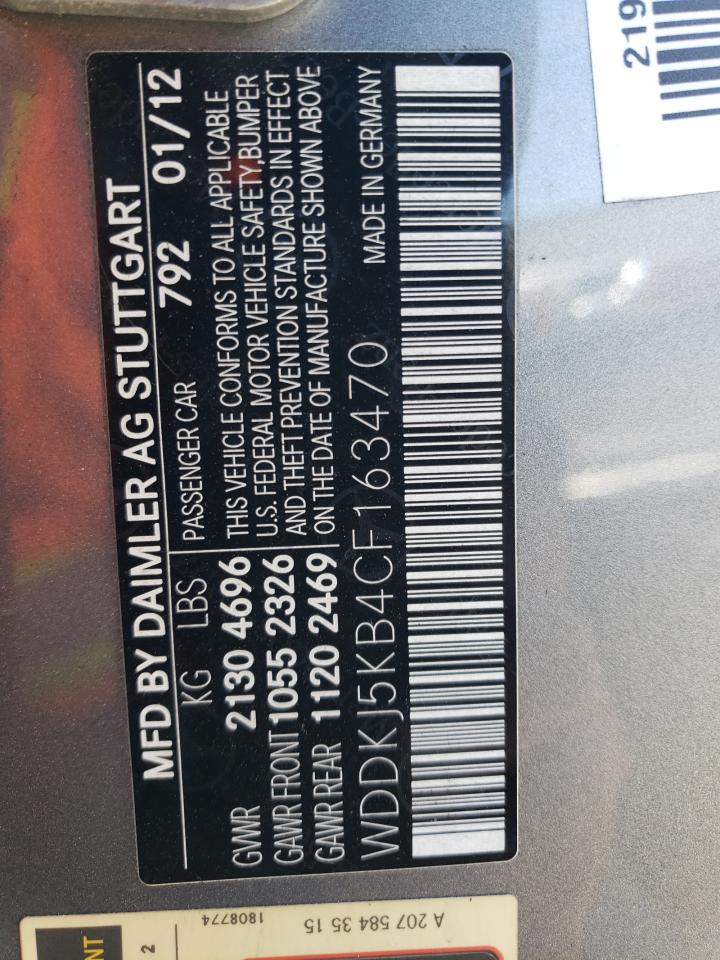 MFD BY DAIMLER AG STUTTGART
KG LBS PASSENGER CAR 792 01/12
GVWR 2130 4696
GAWR FRONT 1055 2326
GAWR REAR 1120 2469
THIS VEHICLE CONFORMS TO ALL APPLICABLE
U.S. FEDERAL MOTOR VEHICLE SAFETY,BUMPER
AND THEFT PREVENTION STANDARDS IN EFFECT
ON THE DATE OF MANUFACTURE SHOWN ABOVE
WDDKJ5KB4CF163470 MADE IN GERMANY
219
A 207 584 35 15
1808774
NT
2